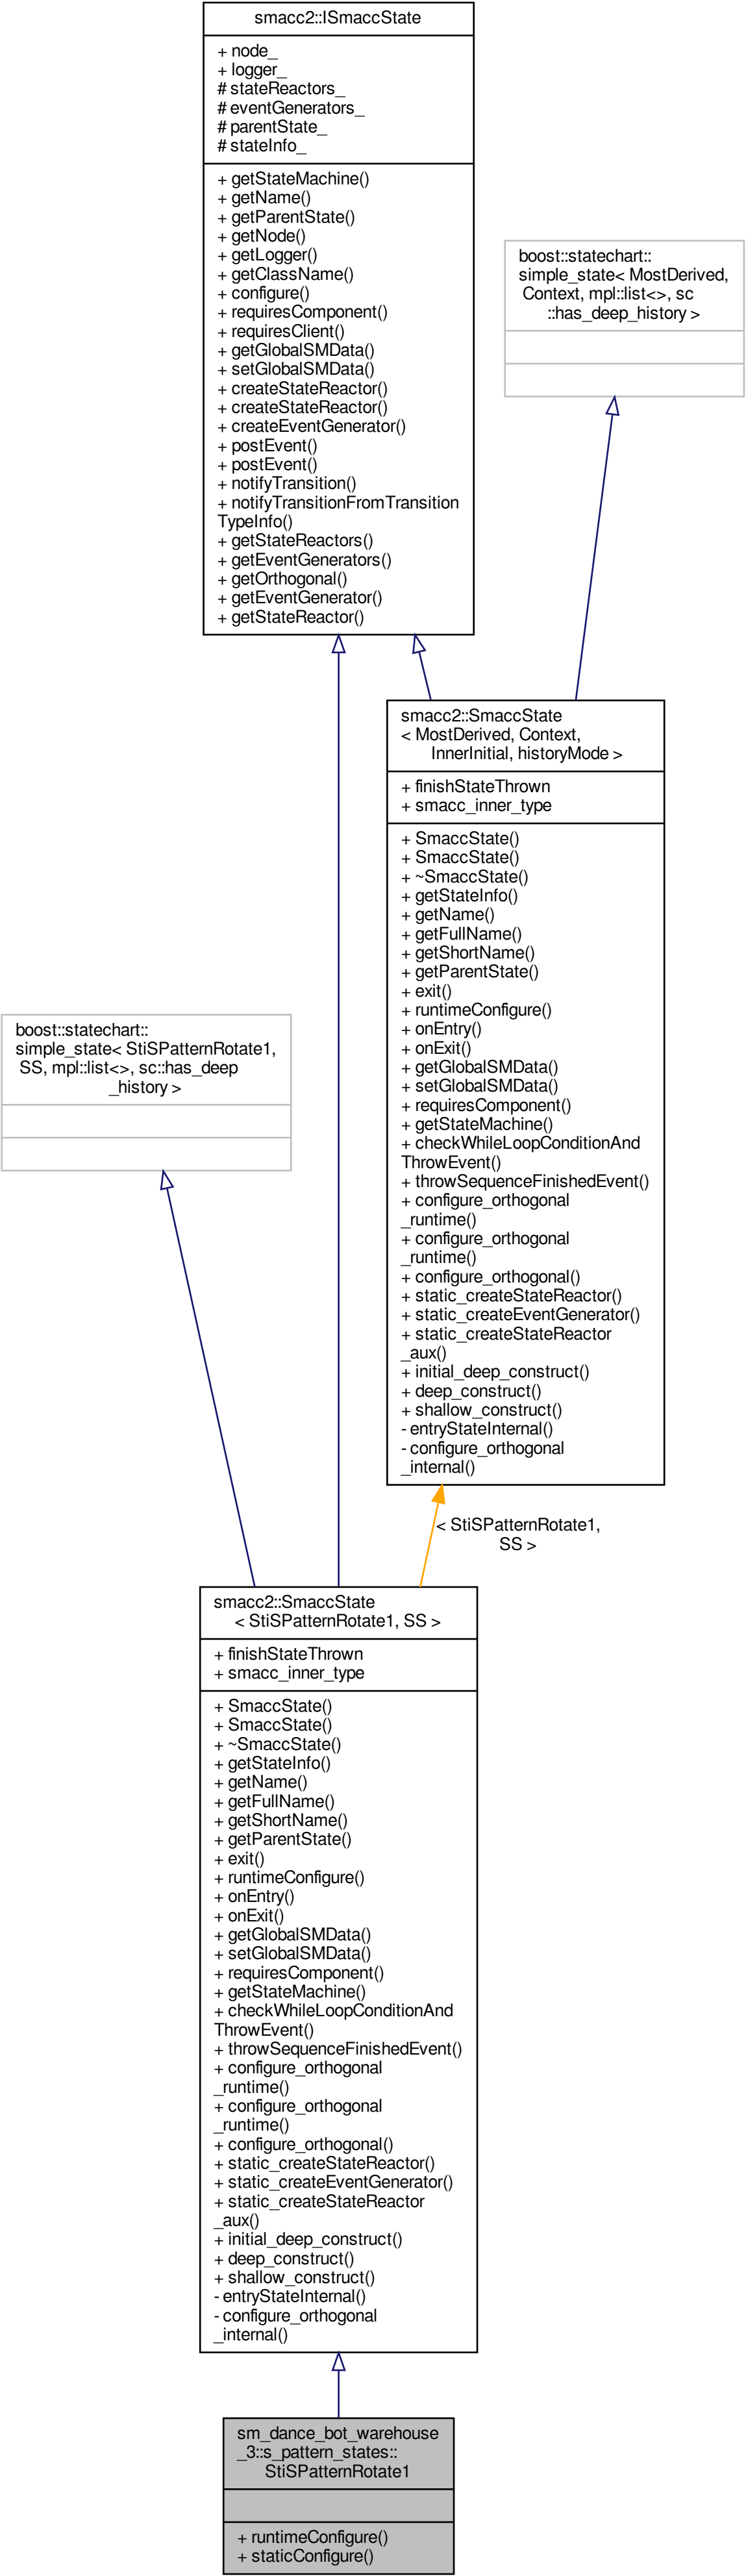 smacc2::ISmaccState
+ node_
+ logger_
# stateReactors_
# eventGenerators_
# parentState_
# stateInfo_
+ getStateMachine()
+ getName()
+ getParentState()
+ getNode()
+ getLogger()
+ getClassName()
+ configure()
+ requiresComponent()
+ requiresClient()
+ getGlobalSMData()
+ setGlobalSMData()
+ createStateReactor()
+ createStateReactor()
+ createEventGenerator()
+ postEvent()
+ postEvent()
+ notifyTransition()
+ notifyTransitionFromTransition
TypeInfo()
+ getStateReactors()
+ getEventGenerators()
+ getOrthogonal()
+ getEventGenerator()
+ getStateReactor()
boost::statechart::
simple_state< MostDerived,
Context, mpl::list<>, sc
::has_deep_history >
smacc2::SmaccState
< MostDerived, Context,
InnerInitial, historyMode >
+ finishStateThrown
+ smacc_inner_type
+ SmaccState()
+ SmaccState()
+ ~SmaccState()
+ getStateInfo()
+ getName()
+ getFullName()
+ getShortName()
+ getParentState()
+ exit()
+ runtimeConfigure()
+ onEntry()
+ onExit()
+ getGlobalSMData()
+ setGlobalSMData()
+ requiresComponent()
+ getStateMachine()
+ checkWhileLoopConditionAnd
ThrowEvent()
+ throwSequenceFinishedEvent()
+ configure_orthogonal
_runtime()
+ configure_orthogonal
_runtime()
+ configure_orthogonal()
+ static_createStateReactor()
+ static_createEventGenerator()
+ static_createStateReactor
_aux()
+ initial_deep_construct()
+ deep_construct()
+ shallow_construct()
- entryStateInternal()
- configure_orthogonal
_internal()
boost::statechart::
simple_state< StiSPatternRotate1,
SS, mpl::list<>, sc::has_deep
_history >
< StiSPatternRotate1,
SS >
smacc2::SmaccState
< StiSPatternRotate1, SS >
+ finishStateThrown
+ smacc_inner_type
+ SmaccState()
+ SmaccState()
+ ~SmaccState()
+ getStateInfo()
+ getName()
+ getFullName()
+ getShortName()
+ getParentState()
+ exit()
+ runtimeConfigure()
+ onEntry()
+ onExit()
+ getGlobalSMData()
+ setGlobalSMData()
+ requiresComponent()
+ getStateMachine()
+ checkWhileLoopConditionAnd
ThrowEvent()
+ throwSequenceFinishedEvent()
+ configure_orthogonal
_runtime()
+ configure_orthogonal
_runtime()
+ configure_orthogonal()
+ static_createStateReactor()
+ static_createEventGenerator()
+ static_createStateReactor
_aux()
+ initial_deep_construct()
+ deep_construct()
+ shallow_construct()
- entryStateInternal()
- configure_orthogonal
_internal()
sm_dance_bot_warehouse
_3::s_pattern_states::
StiSPatternRotate1
+ runtimeConfigure()
+ staticConfigure()